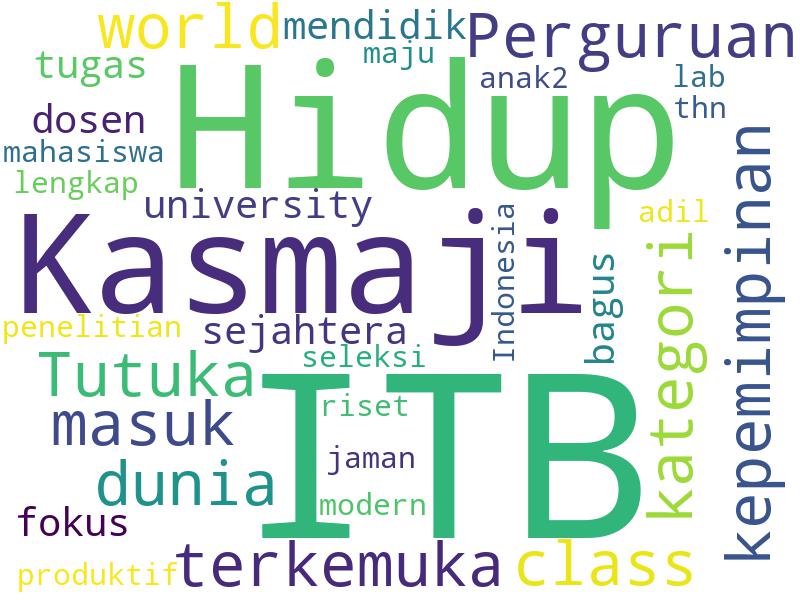 world
mendidik
Perguruan
tugas
maju
anak2
lab
Hidup
thn
dosen
mahasiswa
lengkap
university
Kasmaji
Indonesia
adil
kepemimpinan
kategori
bagus
penelitian
sejahtera
Tutuka
seleksi
ITB
riset
masuk
jaman
dunia
modern
fokus
terkemuka
class
produktif